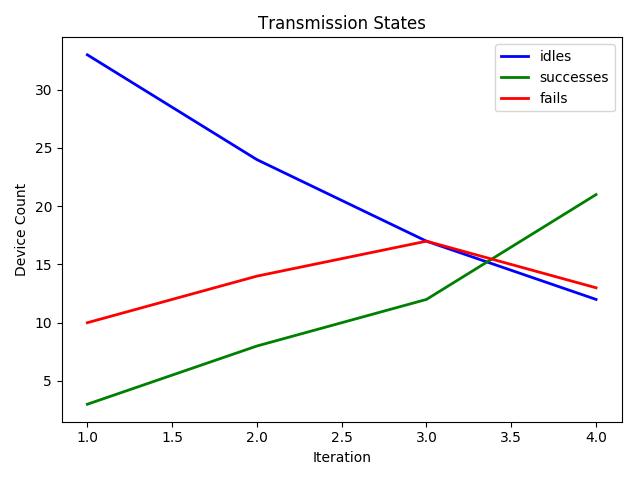 Transmission States
idles
successes
fails
Device Count
30
25
20
15
10
5
1.0 1.5 2.0 2.5 3.0 3.5 4.0
Iteration